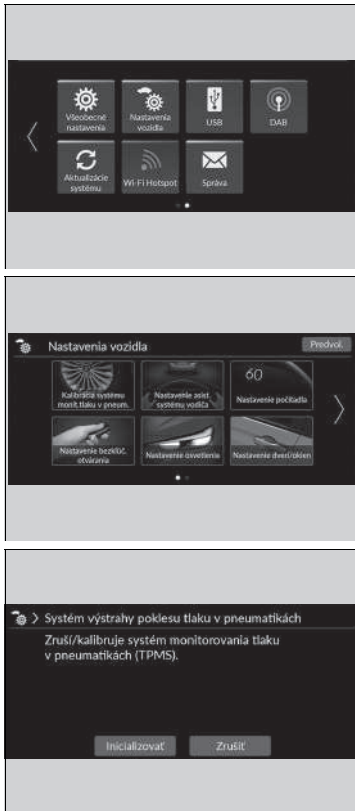 Všeobecné
nastavenia
Nastavenia
vozidla
USB
DAB
Aktualizácie
systému
Wi-Fi Hotspot
Správa
Nastavenia vozidla
Predvol.
Kalibrácia systému
monit.tlaku v pneum.
Nastavenie asist.
systému vodiča
60
Nastavenie počítadla
Nastavenie bezkľúč.
otvárania
Nastavenie osvetlenia
Nastavenie dverí/okien
Systém výstrahy poklesu tlaku v pneumatikách
Zruší/kalibruje systém monitorovania tlaku
v pneumatikách (TPMS).
Inicializovať
Zrušiť